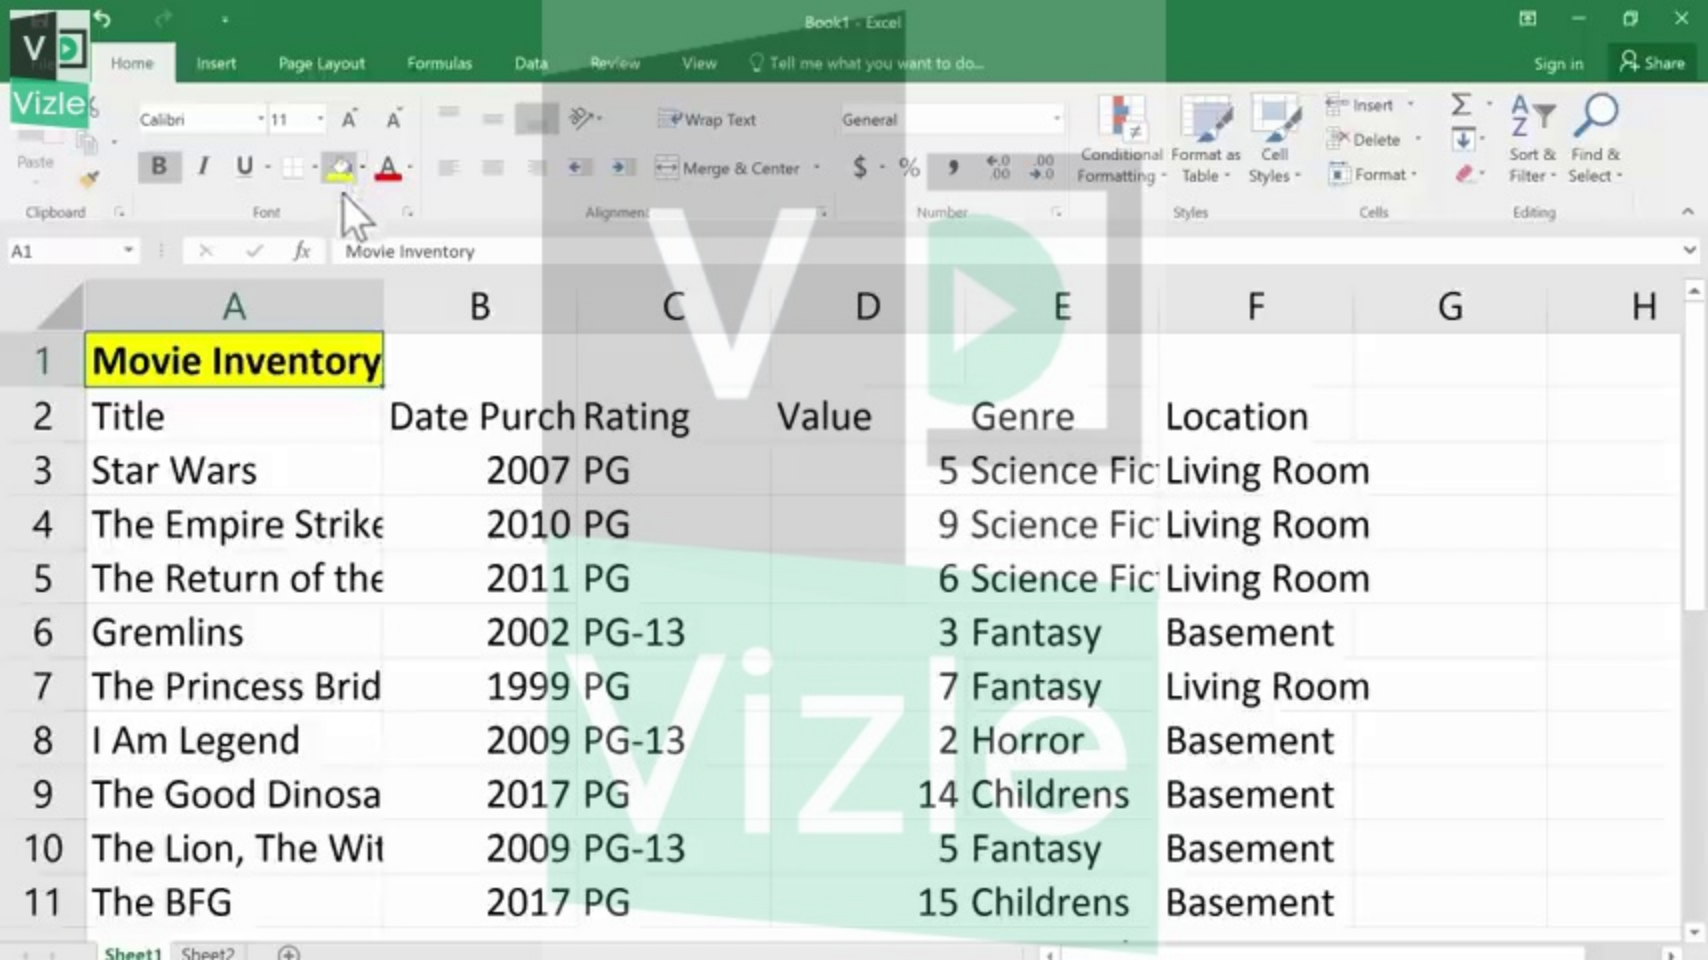 Book1 - Excel
V
Vizle
Home Insert Page Layout Formulas Data Review View Tell me what you want to do... Sign in Share
Calibri 11 A A Wrap Text General Insert Σ A Z
Paste B I U A Merge & Center $ % , .0 .00 .00 .0 Conditional Formatting Format as Table Cell Styles Delete Format Sort & Filter Find & Select
Clipboard Font Alignment Number Styles Cells Editing
A1 fx Movie Inventory
A B C D E F G H
1 Movie Inventory
2 Title Date Purch Rating Value Genre Location
3 Star Wars 2007 PG 5 Science Fic Living Room
4 The Empire Strike 2010 PG 9 Science Fic Living Room
5 The Return of the 2011 PG 6 Science Fic Living Room
6 Gremlins 2002 PG-13 3 Fantasy Basement
7 The Princess Brid 1999 PG 7 Fantasy Living Room
8 I Am Legend 2009 PG-13 2 Horror Basement
9 The Good Dinosa 2017 PG 14 Childrens Basement
10 The Lion, The Wit 2009 PG-13 5 Fantasy Basement
11 The BFG 2017 PG 15 Childrens Basement
Sheet1 Sheet2
V
Vizle